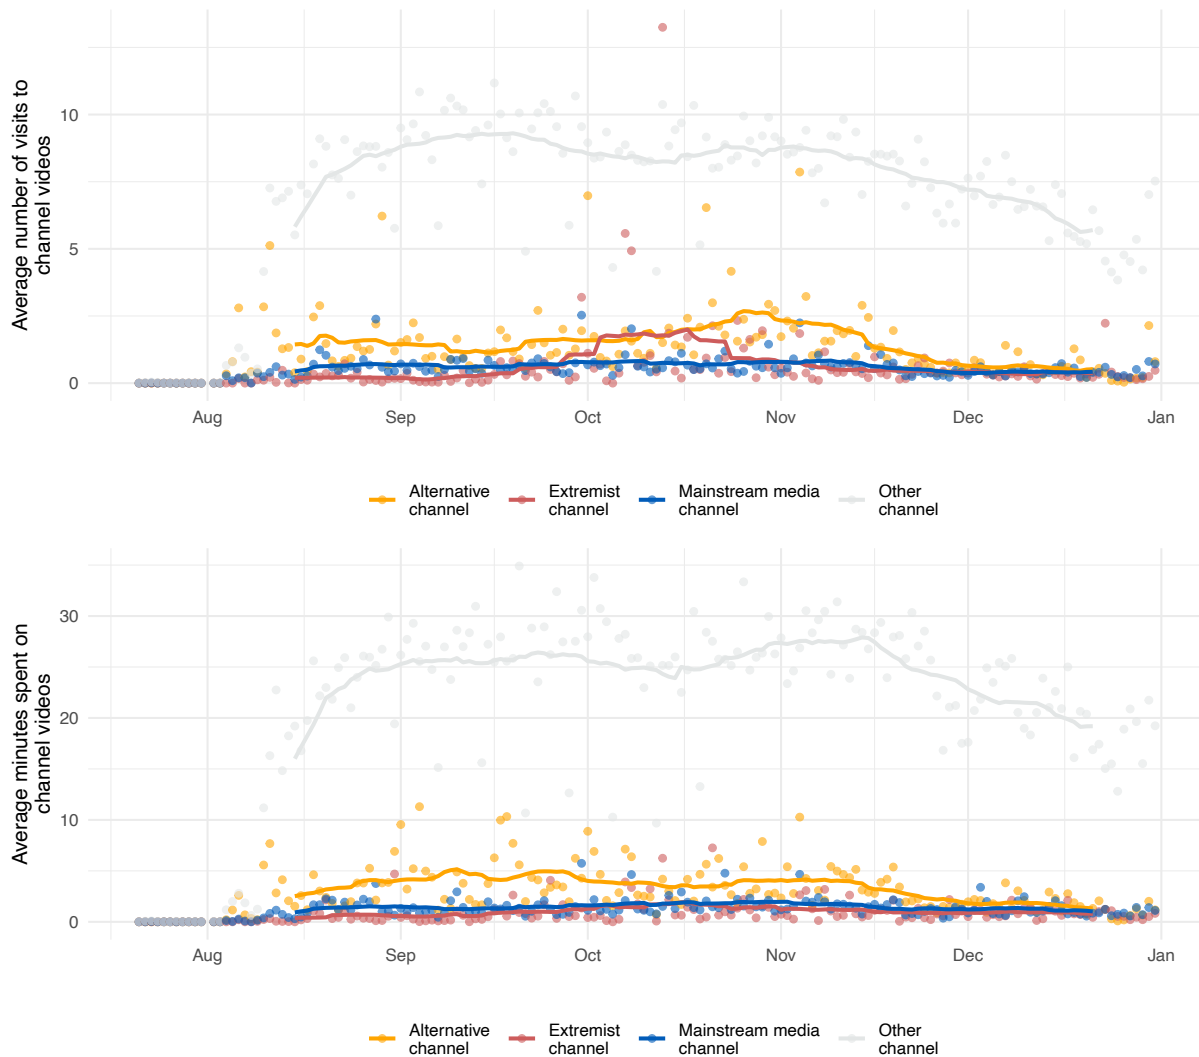 Average number of visits to
channel videos
10
5
0
Aug Sep Oct Nov Dec Jan
Alternative
channel
Extremist
channel
Mainstream media
channel
Other
channel
Average minutes spent on
channel videos
30
20
10
0
Aug Sep Oct Nov Dec Jan
Alternative
channel
Extremist
channel
Mainstream media
channel
Other
channel